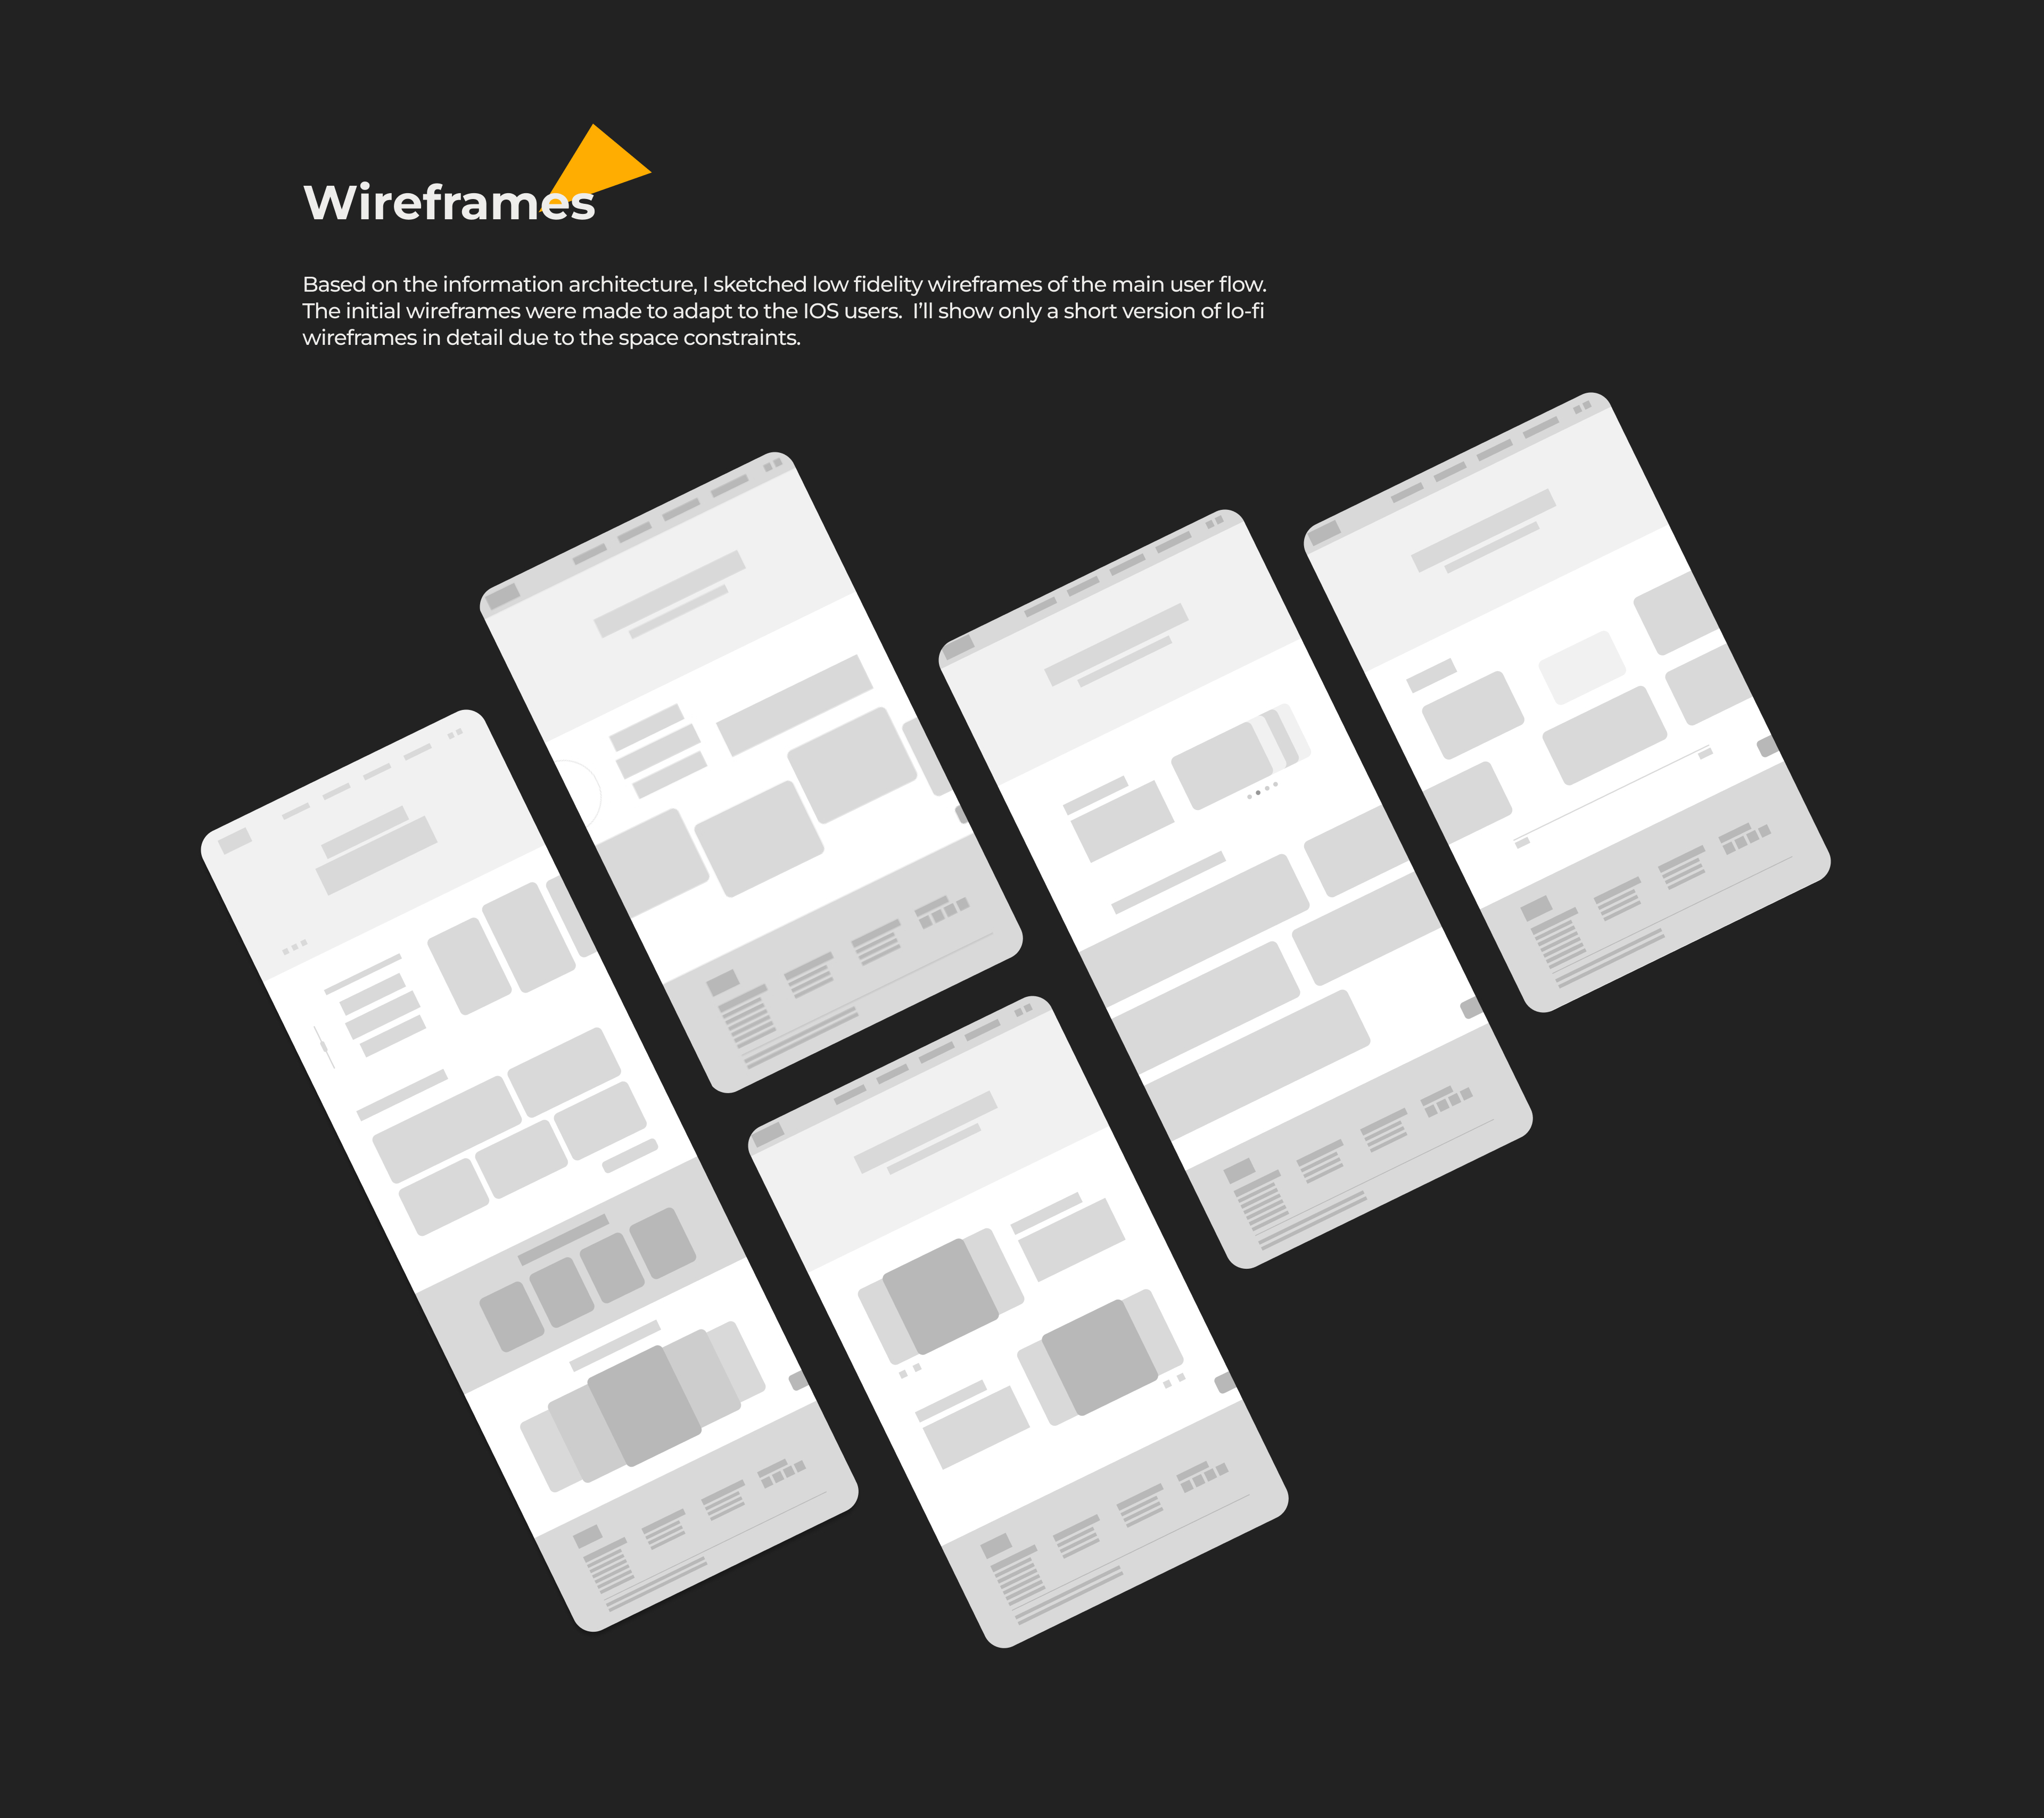 Wireframes
Based on the information architecture, I sketched low fidelity wireframes of the main user flow.
The initial wireframes were made to adapt to the IOS users.  I’ll show only a short version of lo-fi
wireframes in detail due to the space constraints.